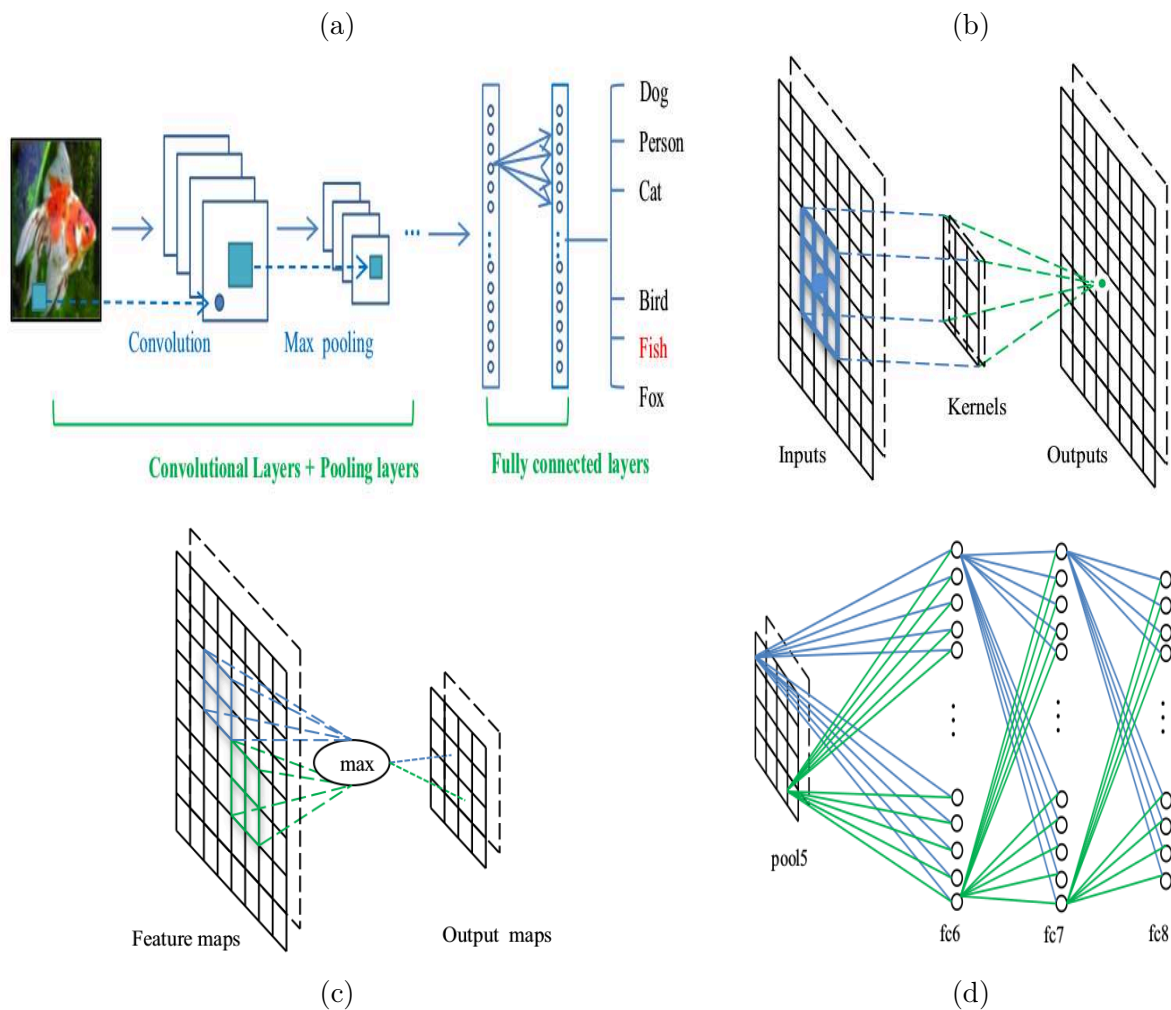 (a)
Dog
Person
Cat
Bird
Fish
Fox
...
Convolution
Max pooling
Convolutional Layers + Pooling layers
Fully connected layers
(b)
Inputs
Kernels
Outputs
Feature maps
max
Output maps
(c)
pool5
fc6
fc7
fc8
(d)